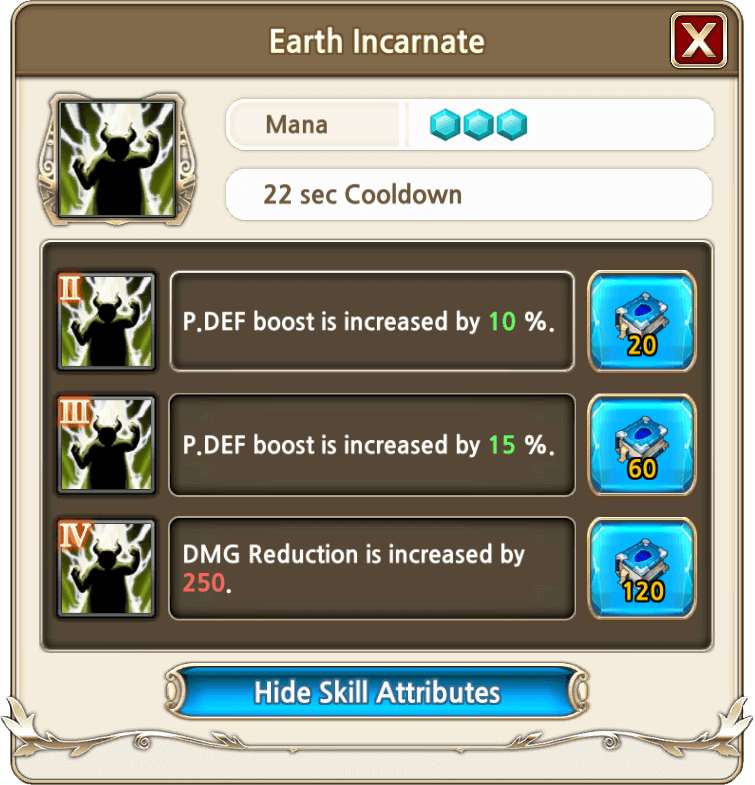 Earth Incarnate
X
Mana
22 sec Cooldown
II
P.DEF boost is increased by 10 %.
20
III
P.DEF boost is increased by 15 %.
60
IV
DMG Reduction is increased by
250.
120
Hide Skill Attributes